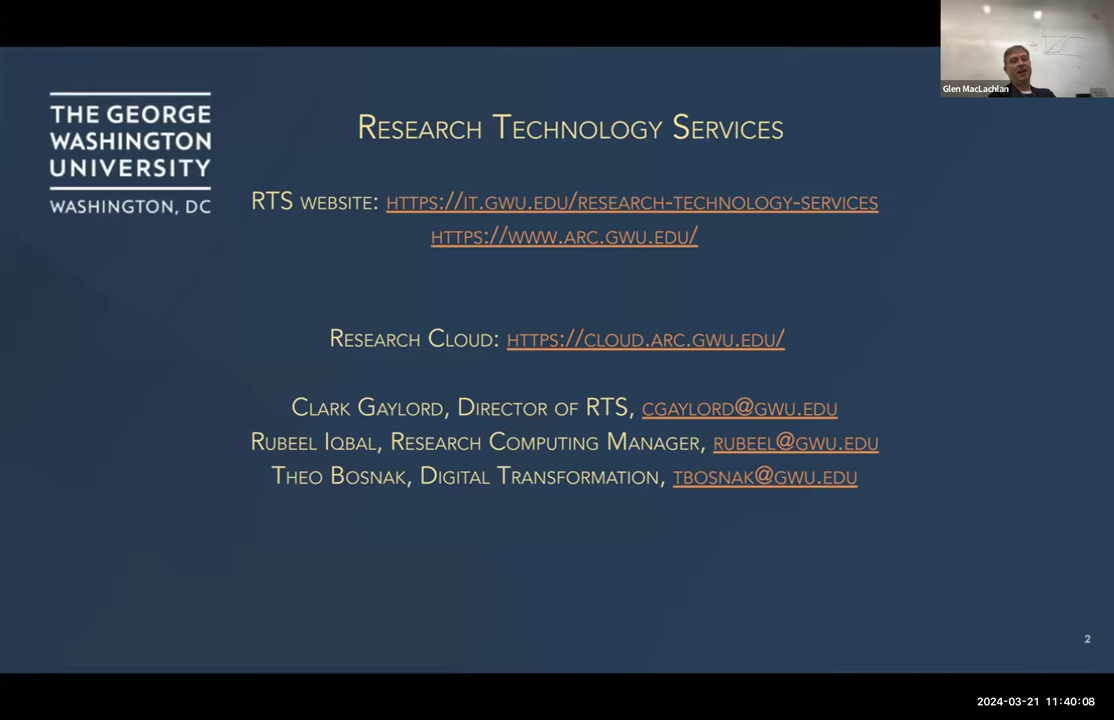 Glen MacLachlan
THE GEORGE
WASHINGTON
UNIVERSITY
WASHINGTON, DC
Research Technology Services
RTS website: https://it.gwu.edu/research-technology-services
https://www.arc.gwu.edu/
Research Cloud: https://cloud.arc.gwu.edu/
Clark Gaylord, Director of RTS, cgaylord@gwu.edu
Rubeel Iqbal, Research Computing Manager, rubeel@gwu.edu
Theo Bosnak, Digital Transformation, tbosnak@gwu.edu
2
2024-03-21 11:40:08